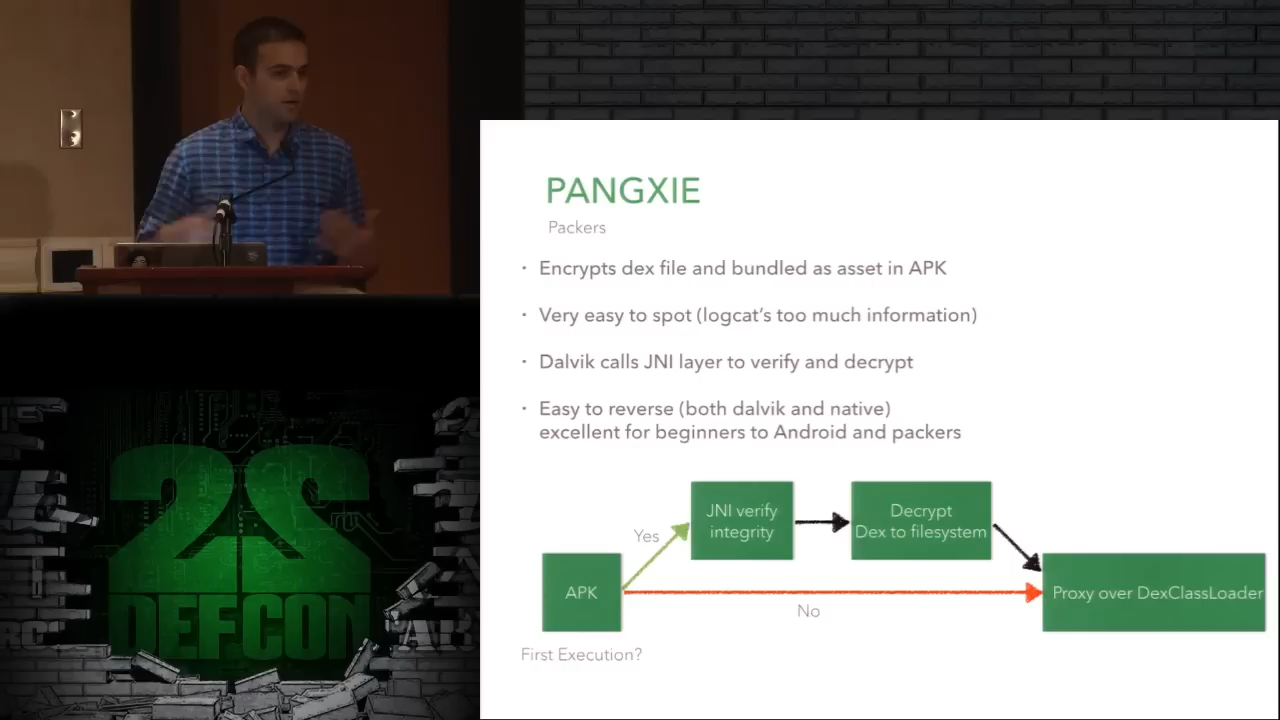 PANGXIE
Packers
· Encrypts dex file and bundled as asset in APK
· Very easy to spot (logcat's too much information)
· Dalvik calls JNI layer to verify and decrypt
· Easy to reverse (both dalvik and native)
excellent for beginners to Android and packers
JNI verify
integrity
Decrypt
Dex to filesystem
Yes
APK
Proxy over DexClassLoader
No
First Execution?
22
DEFCON